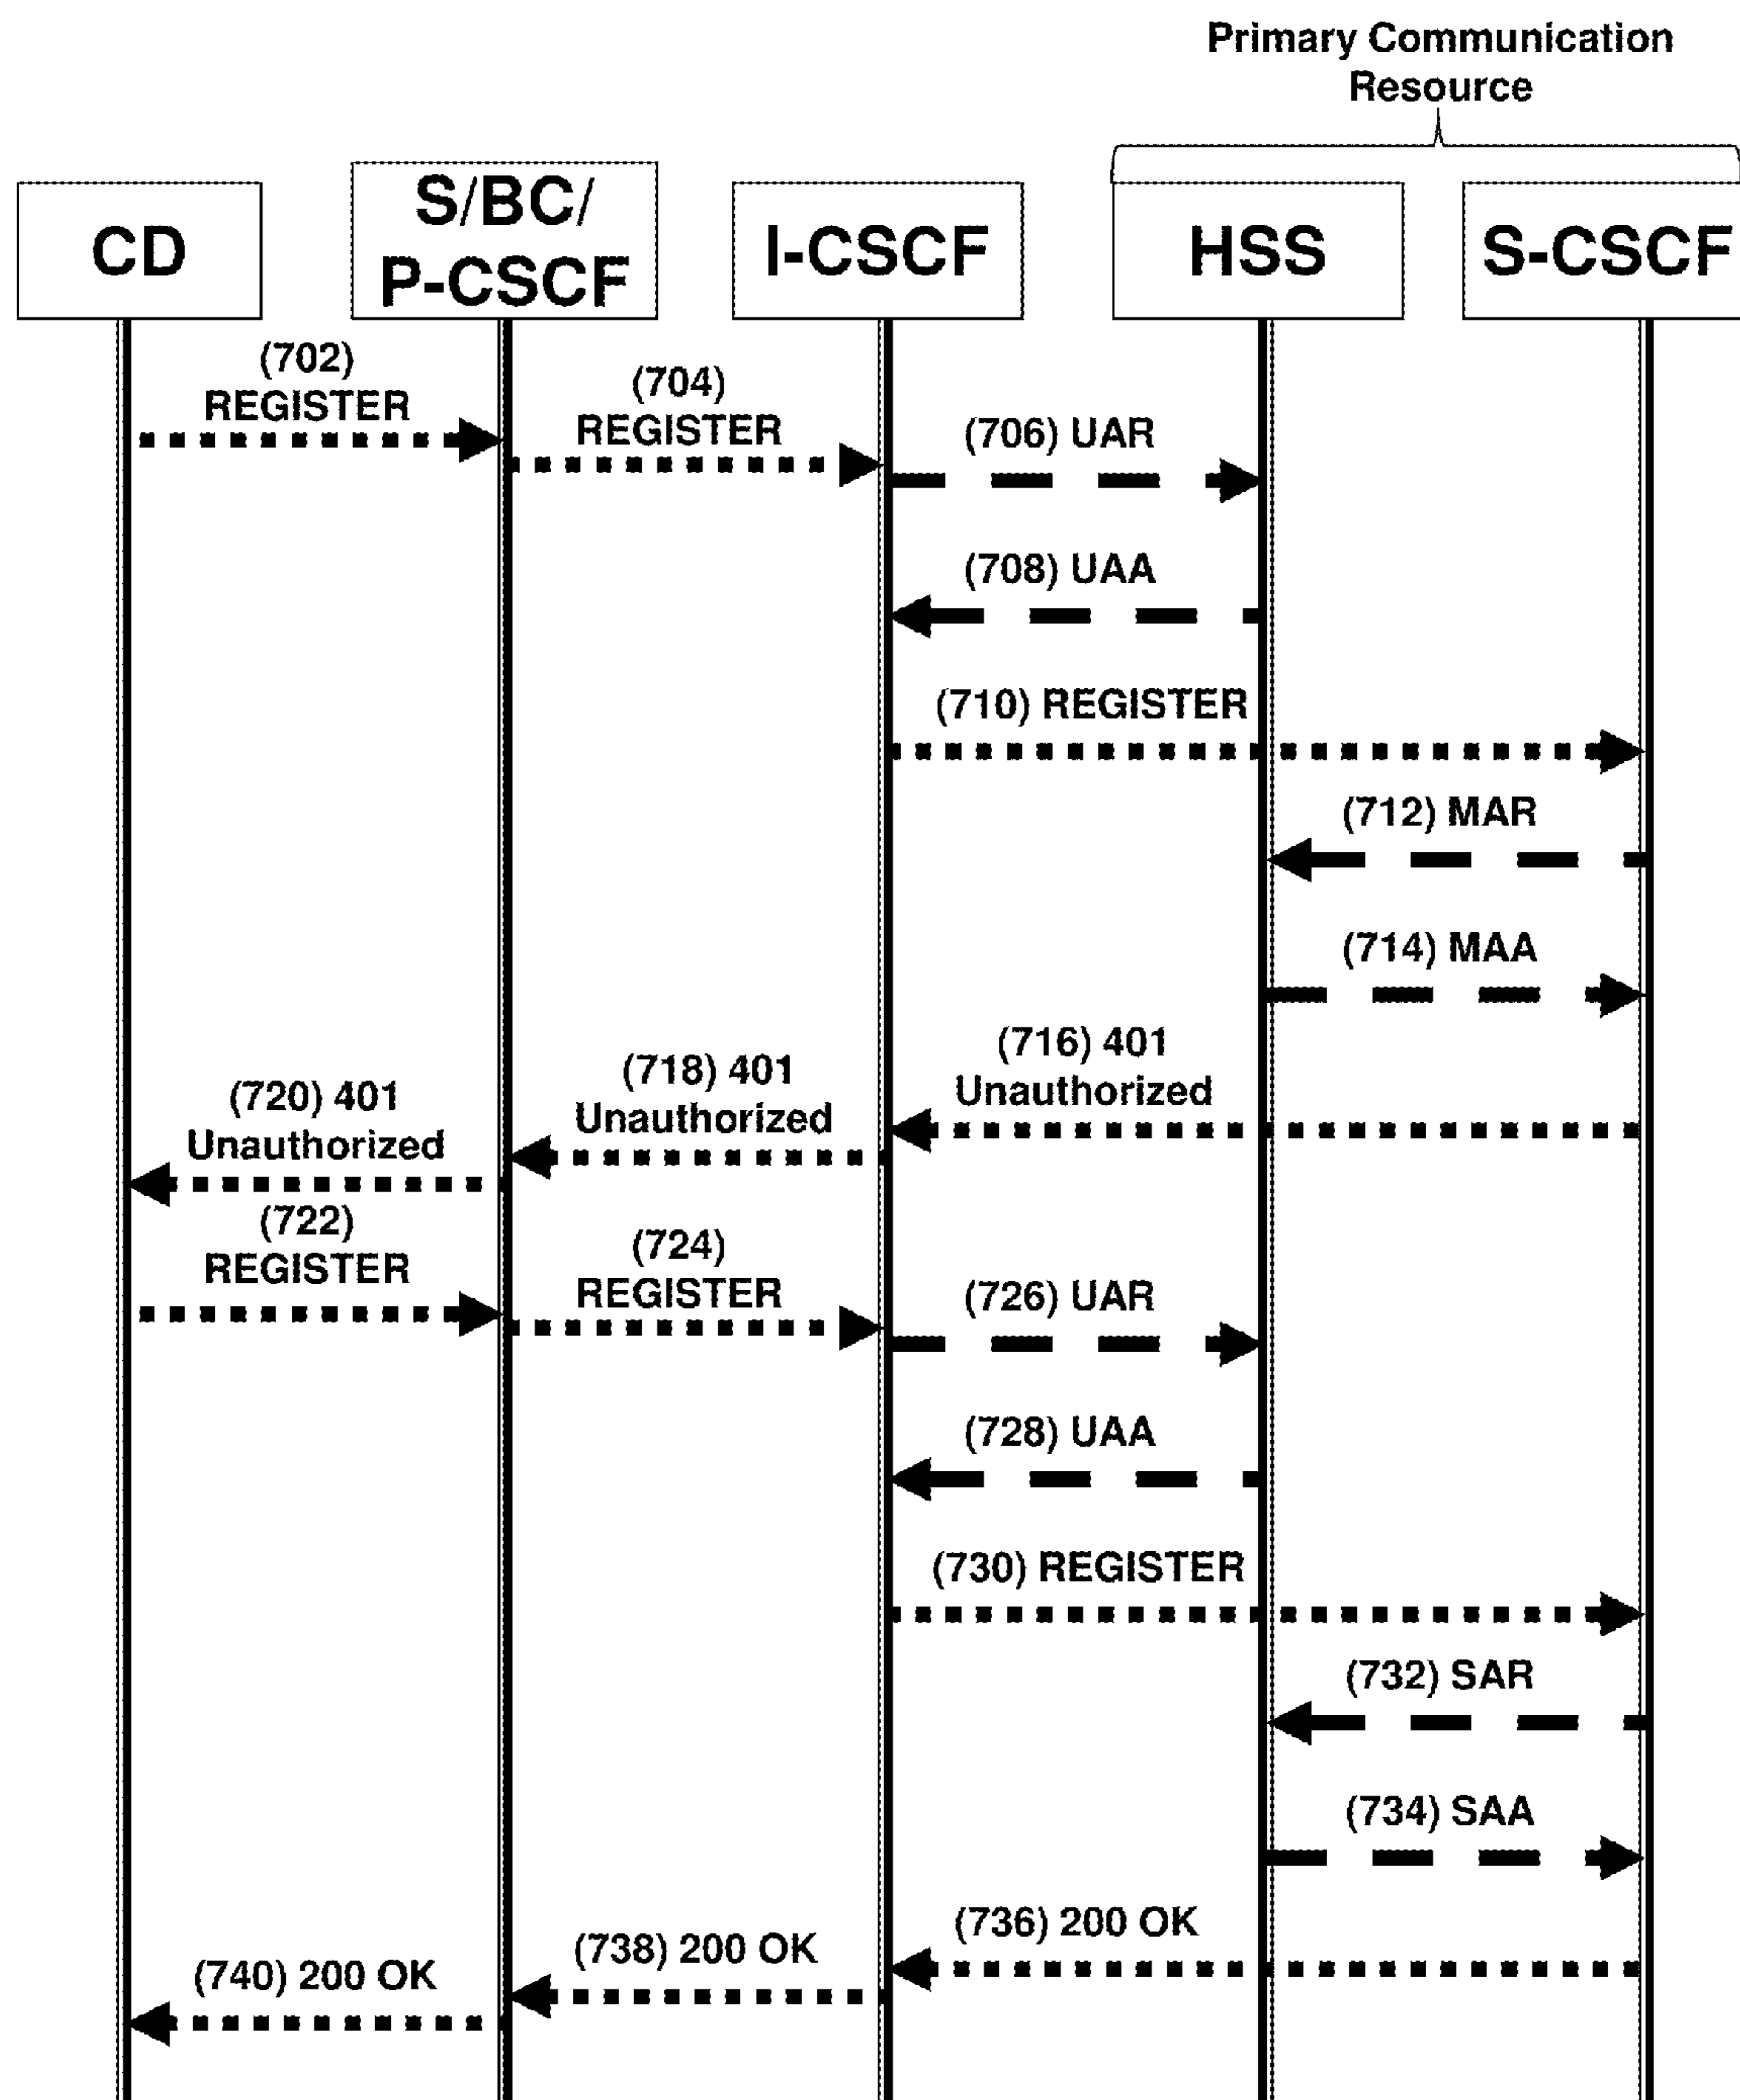 Primary Communication
Resource
CD
S/BC/
P-CSCF
I-CSCF
HSS
S-CSCF
(702)
REGISTER
(704)
REGISTER
(706) UAR
(708) UAA
(710) REGISTER
(712) MAR
(714) MAA
(716) 401
Unauthorized
(718) 401
Unauthorized
(720) 401
Unauthorized
(722)
REGISTER
(724)
REGISTER
(726) UAR
(728) UAA
(730) REGISTER
(732) SAR
(734) SAA
(736) 200 OK
(738) 200 OK
(740) 200 OK